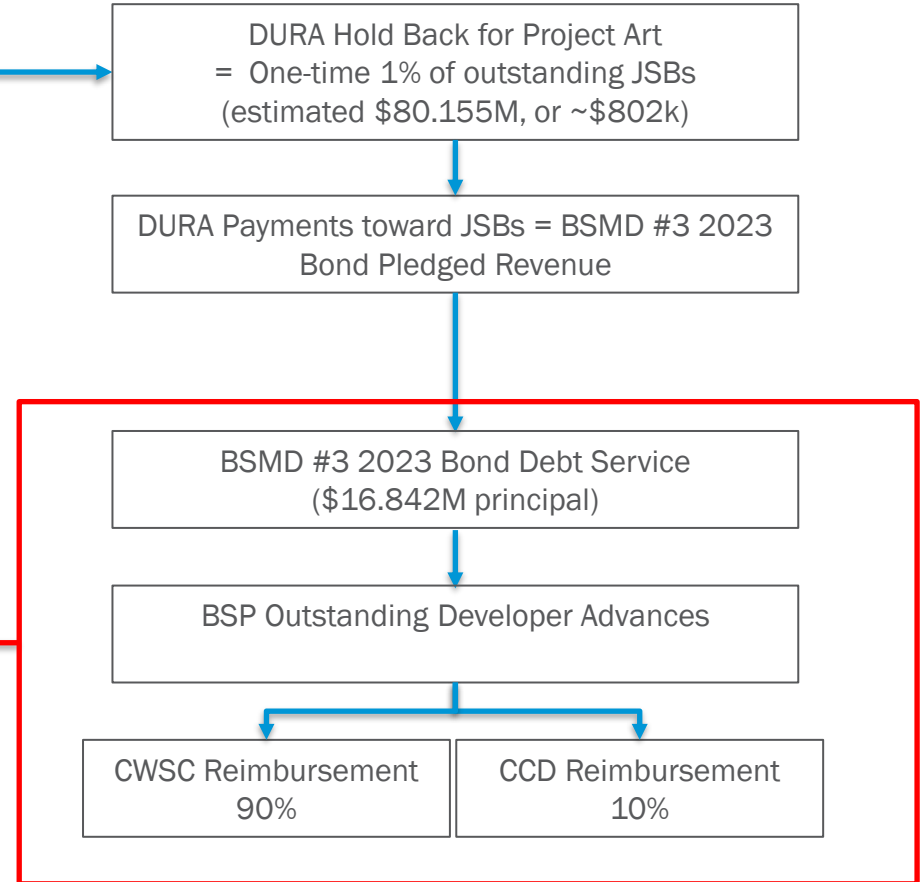 DURA Hold Back for Project Art
= One-time 1% of outstanding JSBs
(estimated $80.155M, or ~$802k)
DURA Payments toward JSBs = BSMD #3 2023
Bond Pledged Revenue
BSMD #3 2023 Bond Debt Service
($16.842M principal)
BSP Outstanding Developer Advances
CWSC Reimbursement
90%
CCD Reimbursement
10%